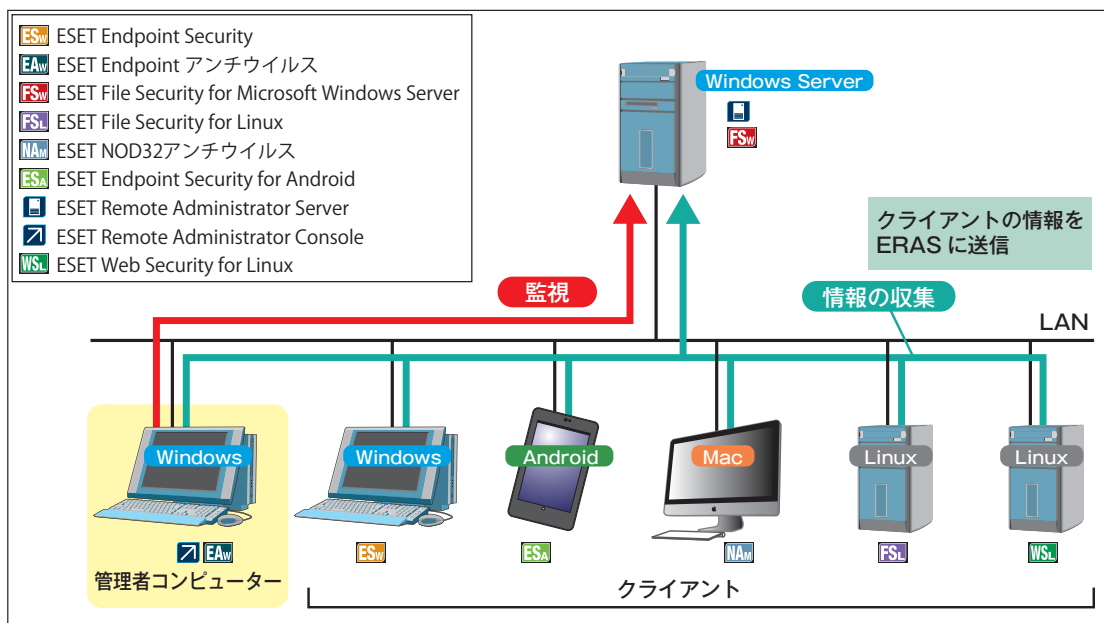 ESW ESET Endpoint Security
EAW ESET Endpoint アンチウイルス
FSW ESET File Security for Microsoft Windows Server
FSL ESET File Security for Linux
NAM ESET NOD32アンチウイルス
ESA ESET Endpoint Security for Android
ESET Remote Administrator Server
ESET Remote Administrator Console
WSL ESET Web Security for Linux
Windows Server
FSW
クライアントの情報を
ERAS に送信
監視
情報の収集
LAN
Windows
Windows
Android
Mac
Linux
Linux
EAW
ESW
ESA
NAM
FSL
WSL
管理者コンピューター
クライアント